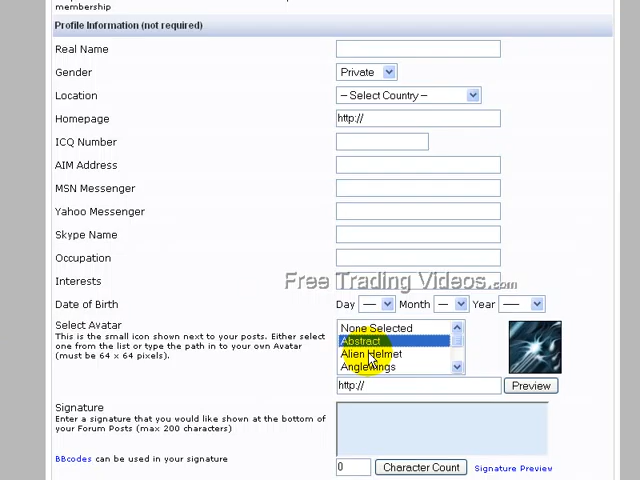 membership
Profile Information (not required)
Real Name
Gender Private
Location -- Select Country --
Homepage http://
ICQ Number
AIM Address
MSN Messenger
Yahoo Messenger
Skype Name
Occupation
Interests
Free Trading Videos.com
Date of Birth Day ---- Month --- Year -----
Select Avatar
This is the small icon shown next to your posts. Either select
one from the list or type the path in to your own Avatar
(must be 64 x 64 pixels).
None Selected
Abstract
Alien Helmet
AngleWings
http:// Preview
Signature
Enter a signature that you would like shown at the bottom of
your Forum Posts (max 200 characters)
BBcodes can be used in your signature
0 Character Count Signature Preview